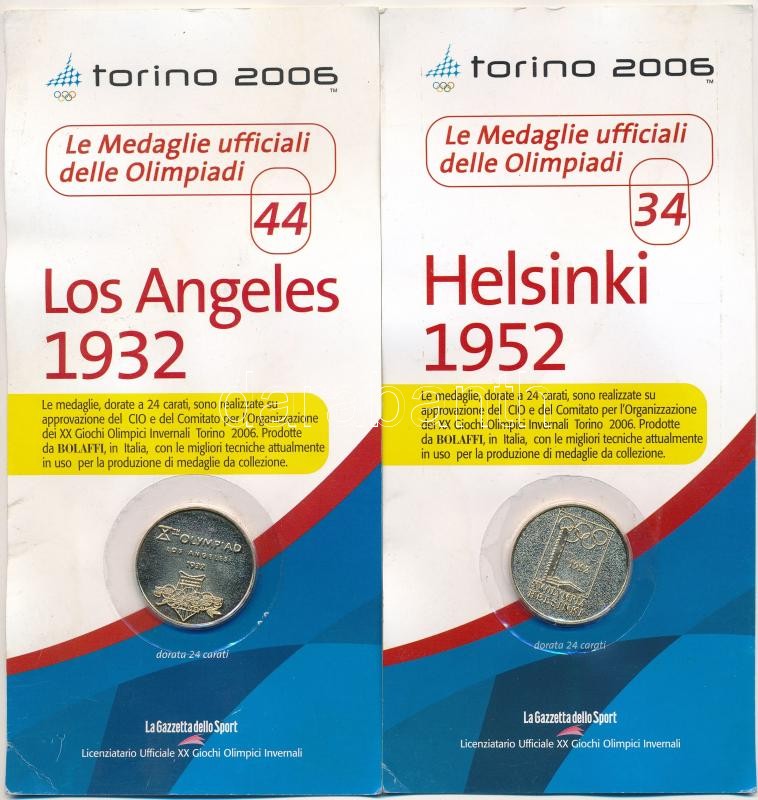 torino 2006
TM
Le Medaglie ufficiali
delle Olimpiadi
44
Los Angeles
1932
Le medaglie, dorate a 24 carati, sono realizzate su
approvazione del CIO e del Comitato per l'Organizzazione
dei XX Giochi Olimpici Invernali Torino 2006. Prodotte
da BOLAFFI, in Italia, con le migliori tecniche attualmente
in uso per la produzione di medaglie da collezione.
XTH OLYMPIAD
LOS ANGELES
1932
dorata 24 carati
La Gazzetta dello Sport
Licenziatario Ufficiale XX Giochi Olimpici Invernali
torino 2006
TM
Le Medaglie ufficiali
delle Olimpiadi
34
Helsinki
1952
Le medaglie, dorate a 24 carati, sono realizzate su
approvazione del CIO e del Comitato per l'Organizzazione
dei XX Giochi Olimpici Invernali Torino 2006. Prodotte
da BOLAFFI, in Italia, con le migliori tecniche attualmente
in uso per la produzione di medaglie da collezione.
1952
HELSINKI
dorata 24 carati
La Gazzetta dello Sport
Licenziatario Ufficiale XX Giochi Olimpici Invernali